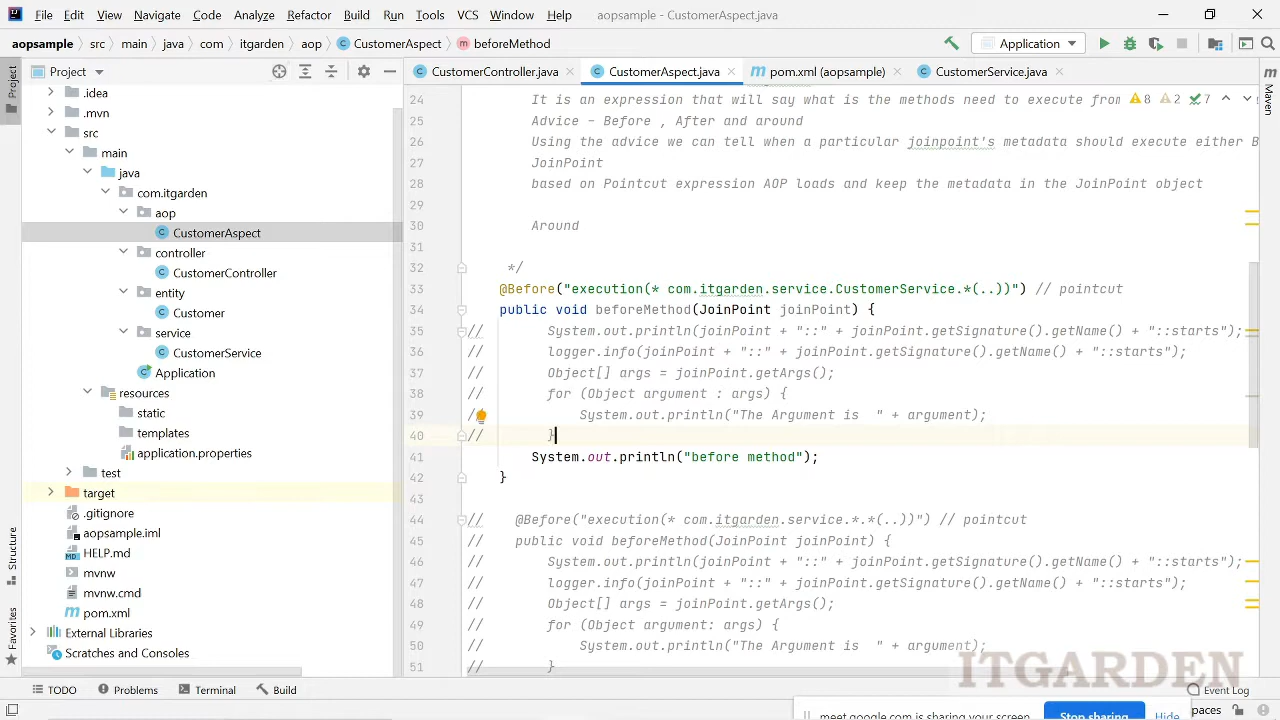 File Edit View Navigate Code Analyze Refactor Build Run Tools VCS Window Help aopsample - CustomerAspect.java
aopsample src main java com itgarden aop CustomerAspect beforeMethod Application
Project CustomerController.java CustomerAspect.java pom.xml (aopsample) CustomerService.java
Project
Structure
Favorites
Maven
.idea
.mvn
src
main
java
com.itgarden
aop
CustomerAspect
controller
CustomerController
entity
Customer
service
CustomerService
Application
resources
static
templates
application.properties
test
target
.gitignore
aopsample.iml
HELP.md
mvnw
mvnw.cmd
pom.xml
External Libraries
Scratches and Consoles
24 It is an expression that will say what is the methods need to execute from 8 2 7
25 Advice - Before , After and around
26 Using the advice we can tell when a particular joinpoint's metadata should execute either B
27 JoinPoint
28 based on Pointcut expression AOP loads and keep the metadata in the JoinPoint object
29
30 Around
31
32 */
33 @Before("execution(* com.itgarden.service.CustomerService.*(..))") // pointcut
34 public void beforeMethod(JoinPoint joinPoint) {
35 // System.out.println(joinPoint + "::" + joinPoint.getSignature().getName() + "::starts");
36 // logger.info(joinPoint + "::" + joinPoint.getSignature().getName() + "::starts");
37 // Object[] args = joinPoint.getArgs();
38 // for (Object argument : args) {
39 // System.out.println("The Argument is  " + argument);
40 // }
41 System.out.println("before method");
42 }
43
44 // @Before("execution(* com.itgarden.service.*.*(..))") // pointcut
45 // public void beforeMethod(JoinPoint joinPoint) {
46 // System.out.println(joinPoint + "::" + joinPoint.getSignature().getName() + "::starts");
47 // logger.info(joinPoint + "::" + joinPoint.getSignature().getName() + "::starts");
48 // Object[] args = joinPoint.getArgs();
49 // for (Object argument: args) {
50 // System.out.println("The Argument is  " + argument);
51 // }
ITGARDEN
TODO Problems Terminal Build Event Log
meet.google.com is sharing your screen. Stop sharing Hide paces